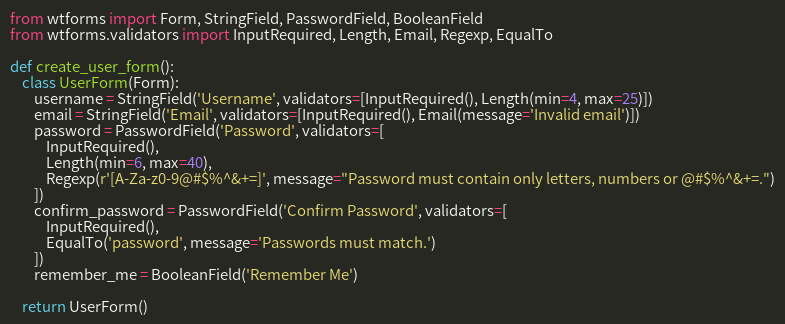 from wtforms import Form, StringField, PasswordField, BooleanField
from wtforms.validators import InputRequired, Length, Email, Regexp, EqualTo

def create_user_form():
    class UserForm(Form):
        username = StringField('Username', validators=[InputRequired(), Length(min=4, max=25)])
        email = StringField('Email', validators=[InputRequired(), Email(message='Invalid email')])
        password = PasswordField('Password', validators=[
            InputRequired(),
            Length(min=6, max=40),
            Regexp(r'[A-Za-z0-9@#$%^&+=]', message="Password must contain only letters, numbers or @#$%^&+=.")
        ])
        confirm_password = PasswordField('Confirm Password', validators=[
            InputRequired(),
            EqualTo('password', message='Passwords must match.')
        ])
        remember_me = BooleanField('Remember Me')

    return UserForm()